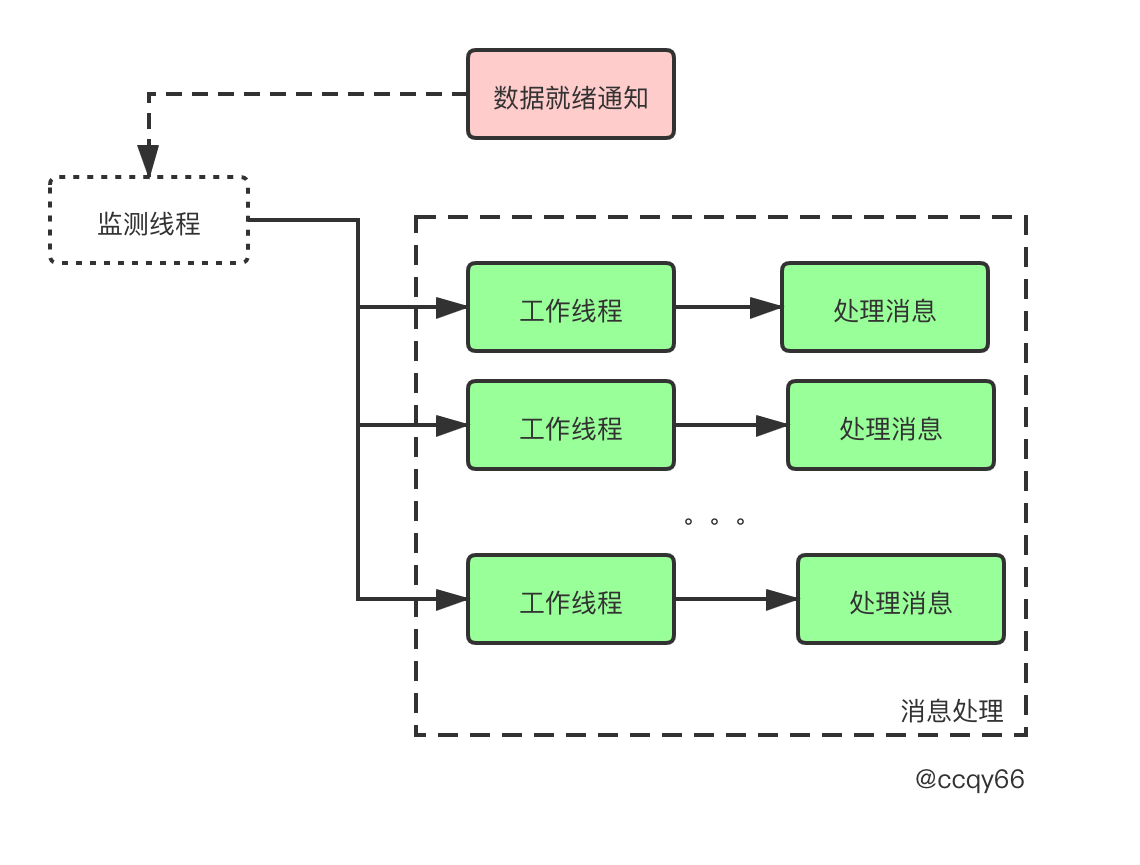 数据就绪通知
监测线程
工作线程
处理消息
工作线程
处理消息
。。。
工作线程
处理消息
消息处理
@ccqy66